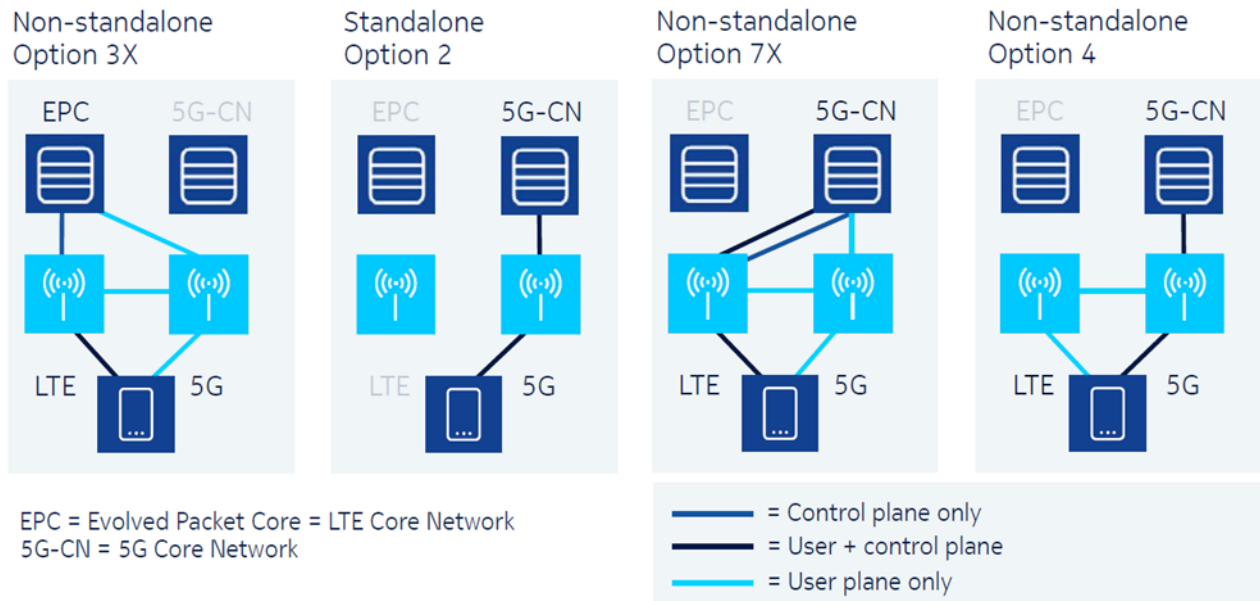 Non-standalone
Option 3X
Standalone
Option 2
Non-standalone
Option 7X
Non-standalone
Option 4
EPC 5G-CN
EPC 5G-CN
EPC 5G-CN
EPC 5G-CN
LTE 5G
LTE 5G
LTE 5G
LTE 5G
EPC = Evolved Packet Core = LTE Core Network
5G-CN = 5G Core Network
= Control plane only
= User + control plane
= User plane only